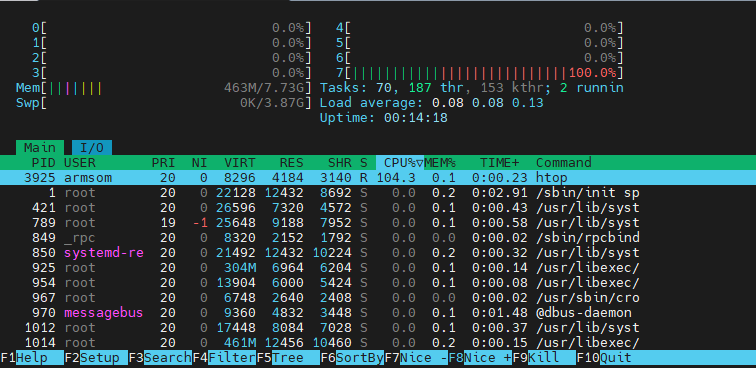 0[ 0.0%] 4[ 0.0%]
1[ 0.0%] 5[ 0.0%]
2[ 0.0%] 6[ 0.0%]
3[ 0.0%] 7[||||||||||||||||||||||||||||100.0%]
Mem[||||||| 463M/7.73G] Tasks: 70, 187 thr, 153 kthr; 2 runnin
Swp[ 0K/3.87G] Load average: 0.08 0.08 0.13
Uptime: 00:14:18
Main I/O
PID USER PRI NI VIRT RES SHR S CPU%▽MEM% TIME+ Command
3925 armsom 20 0 8296 4184 3140 R 104.3 0.1 0:00.23 htop
1 root 20 0 22128 12432 8692 S 0.0 0.2 0:02.91 /sbin/init sp
421 root 20 0 26596 7320 4572 S 0.0 0.1 0:00.43 /usr/lib/syst
789 root 19 -1 25648 9188 7952 S 0.0 0.1 0:00.58 /usr/lib/syst
849 _rpc 20 0 8320 2152 1792 S 0.0 0.0 0:00.02 /sbin/rpcbind
850 systemd-re 20 0 21492 12432 10224 S 0.0 0.2 0:00.32 /usr/lib/syst
925 root 20 0 304M 6964 6204 S 0.0 0.1 0:00.14 /usr/libexec/
954 root 20 0 13904 6000 5424 S 0.0 0.1 0:00.08 /usr/libexec/
967 root 20 0 6748 2640 2408 S 0.0 0.0 0:00.02 /usr/sbin/cro
970 messagebus 20 0 9360 4832 3448 S 0.0 0.1 0:01.48 @dbus-daemon
1012 root 20 0 17448 8084 7028 S 0.0 0.1 0:00.37 /usr/lib/syst
1014 root 20 0 461M 12456 10460 S 0.0 0.2 0:00.15 /usr/libexec/
F1Help F2Setup F3SearchF4FilterF5Tree F6SortByF7Nice -F8Nice +F9Kill F10Quit